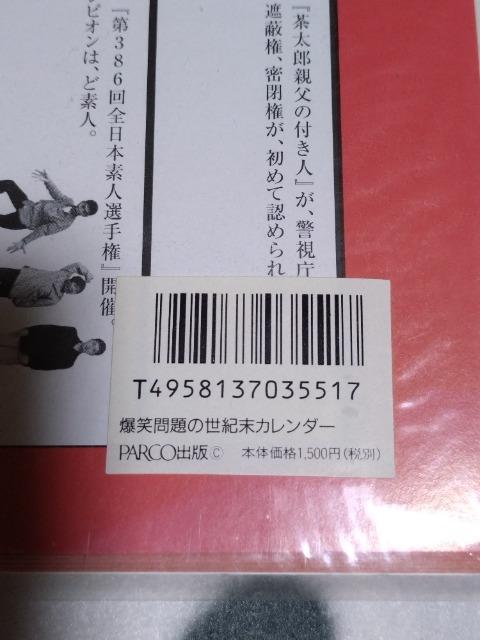 『茶太郎親父の付き人』が、警視庁
遮蔽権、密閉権が、初めて認められ
『第386回全日本素人選手権』開催。
ピオンは、ど素人。
T4958137035517
爆笑問題の世紀末カレンダー
PARCO出版Ⓒ 本体価格1,500円(税別)